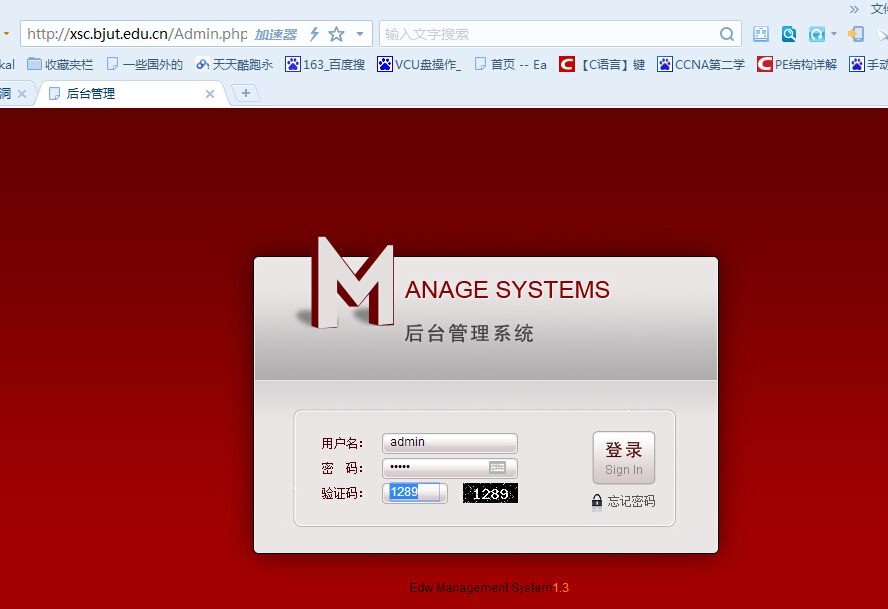 文件
http://xsc.bjut.edu.cn/Admin.php 加速器 输入文字搜索
kal 收藏夹栏 一些国外的 天天酷跑永 163_百度搜 VCU盘操作_ 首页 -- Ea 【C语言】键 CCNA第二学 PE结构详解 手动
洞 后台管理
MANAGE SYSTEMS
后台管理系统
用户名: admin
密 码: •••••
验证码: 1289 1289
登录
Sign In
忘记密码
Edw Management System1.3